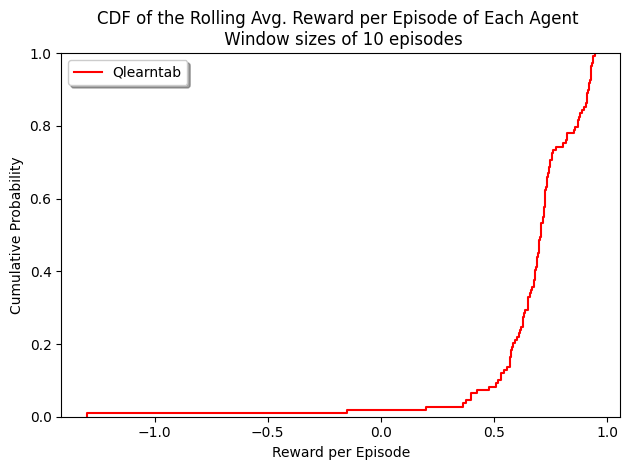 CDF of the Rolling Avg. Reward per Episode of Each Agent
Window sizes of 10 episodes
Qlearntab
1.0
0.8
0.6
0.4
0.2
0.0
Cumulative Probability
−1.0 −0.5 0.0 0.5 1.0
Reward per Episode